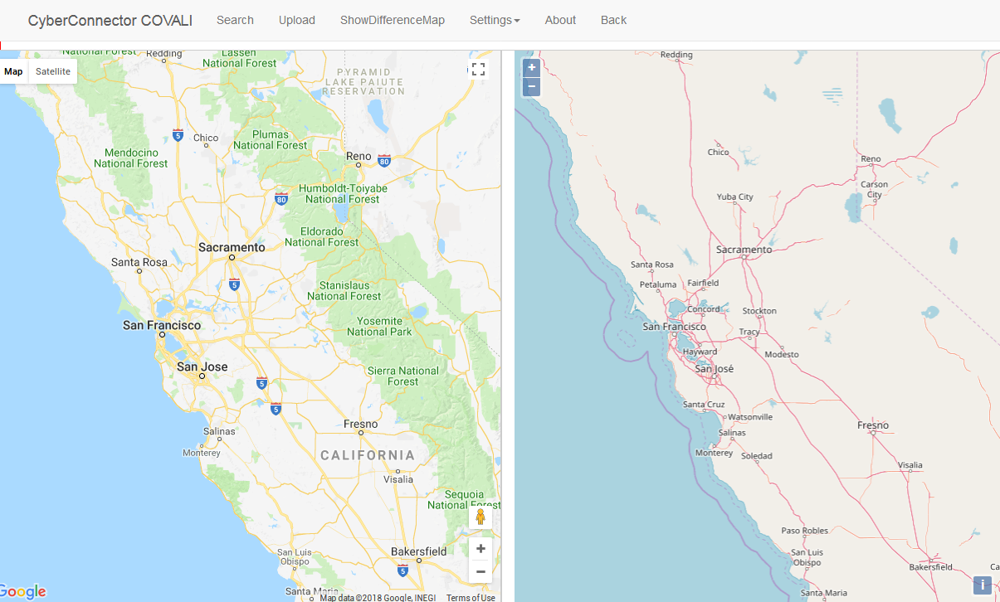 CyberConnector COVALI Search Upload ShowDifferenceMap Settings About Back
National Forest
Redding
Lassen
National Forest
Map Satellite
PYRAMID
LAKE PAIUTE
RESERVATION
5
Chico
Plumas
National Forest
Mendocino
National Forest
Reno
80
Humboldt-Toiyabe
National Forest
80
Eldorado
National Forest
Sacramento
Santa Rosa
5
Stanislaus
National Forest
San Francisco
Yosemite
National Park
San Jose
Sierra National
Forest
5
5
Fresno
Salinas
Monterey
CALIFORNIA
Visalia
Sequoia
National Forest
San Luis
Obispo
Bakersfield
+
5
−
Santa Maria
Google
Map data ©2018 Google, INEGI Terms of Use
Redding
+
−
Chico
Reno
Carson
City
Yuba City
Sacramento
Santa Rosa
Petaluma
Fairfield
Concord
Stockton
San Francisco
Tracy
Hayward
Modesto
San José
Santa Cruz
Watsonville
Salinas
Fresno
Monterey
Soledad
Visalia
Paso Robles
San Luis
Obispo
Bakersfield
Ca
i
Santa Maria